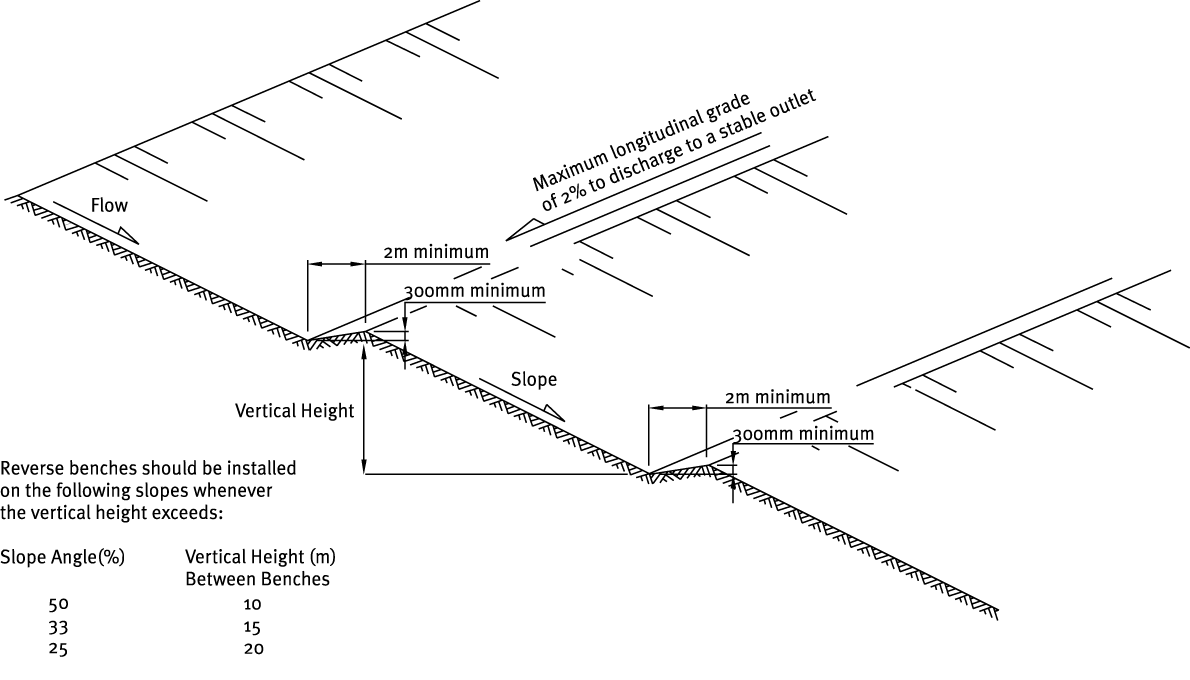 Maximum longitudinal grade
of 2% to discharge to a stable outlet
Flow
2m minimum
300mm minimum
Slope
Vertical Height
2m minimum
300mm minimum
Reverse benches should be installed
on the following slopes whenever
the vertical height exceeds:
Slope Angle(%) Vertical Height (m)
Between Benches
50 10
33 15
25 20